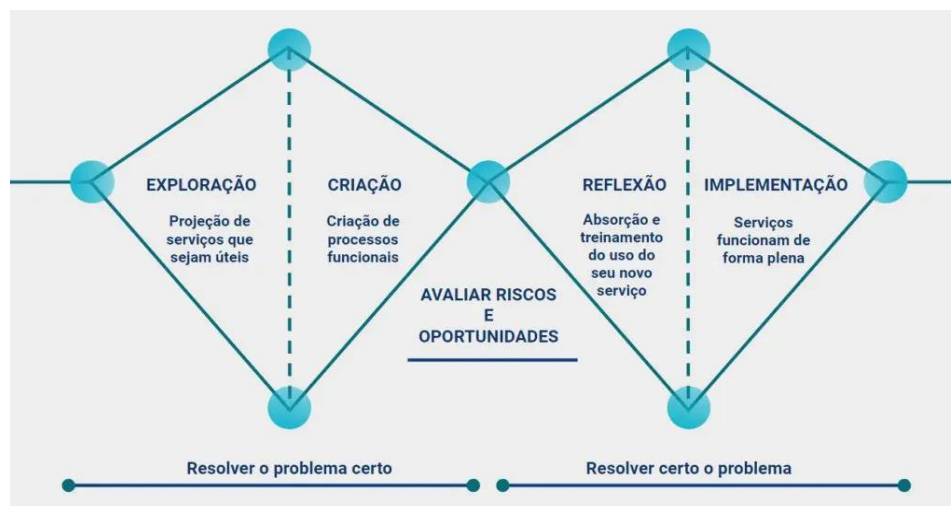 EXPLORAÇÃO
Projeção de
serviços que
sejam úteis
CRIAÇÃO
Criação de
processos
funcionais
AVALIAR RISCOS
E
OPORTUNIDADES
REFLEXÃO
Absorção e
treinamento
do uso do
seu novo
serviço
IMPLEMENTAÇÃO
Serviços
funcionam de
forma plena
Resolver o problema certo
Resolver certo o problema